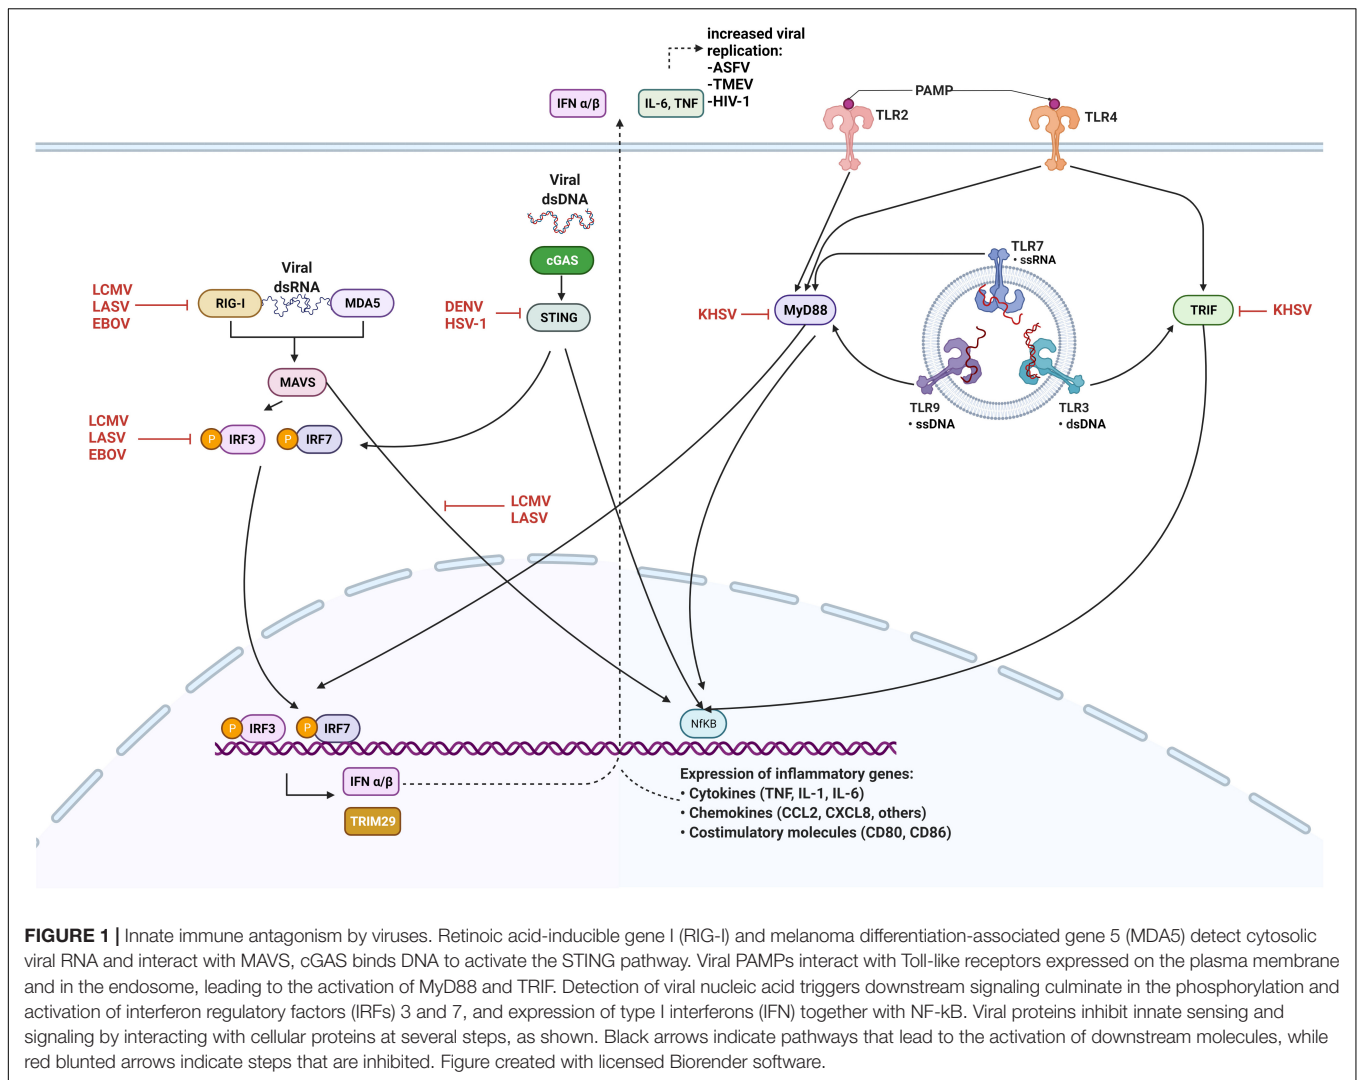 increased viral
replication:
-ASFV
-TMEV
-HIV-1
IFN α/β
IL-6, TNF
PAMP
TLR2
TLR4
Viral
dsDNA
cGAS
STING
DENV
HSV-1
Viral
dsRNA
RIG-I
MDA5
LCMV
LASV
EBOV
MAVS
LCMV
LASV
EBOV
P
IRF3
P
IRF7
LCMV
LASV
KHSV
MyD88
TLR7
• ssRNA
TLR9
• ssDNA
TLR3
• dsDNA
TRIF
KHSV
P
IRF3
P
IRF7
NfKB
IFN α/β
TRIM29
Expression of inflammatory genes:
• Cytokines (TNF, IL-1, IL-6)
• Chemokines (CCL2, CXCL8, others)
• Costimulatory molecules (CD80, CD86)
FIGURE 1 | Innate immune antagonism by viruses. Retinoic acid-inducible gene I (RIG-I) and melanoma differentiation-associated gene 5 (MDA5) detect cytosolic
viral RNA and interact with MAVS, cGAS binds DNA to activate the STING pathway. Viral PAMPs interact with Toll-like receptors expressed on the plasma membrane
and in the endosome, leading to the activation of MyD88 and TRIF. Detection of viral nucleic acid triggers downstream signaling culminate in the phosphorylation and
activation of interferon regulatory factors (IRFs) 3 and 7, and expression of type I interferons (IFN) together with NF-kB. Viral proteins inhibit innate sensing and
signaling by interacting with cellular proteins at several steps, as shown. Black arrows indicate pathways that lead to the activation of downstream molecules, while
red blunted arrows indicate steps that are inhibited. Figure created with licensed Biorender software.